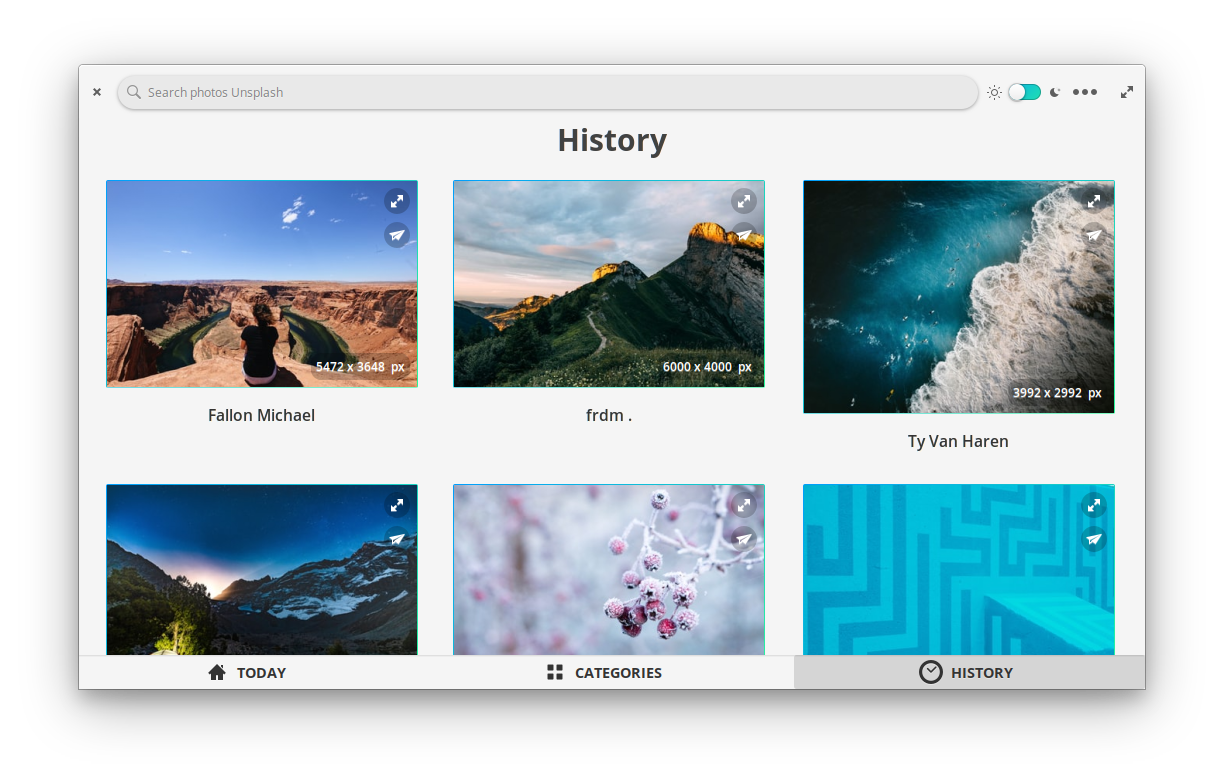 Search photos Unsplash
History
5472 x 3648 px
6000 x 4000 px
3992 x 2992 px
Fallon Michael
frdm .
Ty Van Haren
TODAY
CATEGORIES
HISTORY